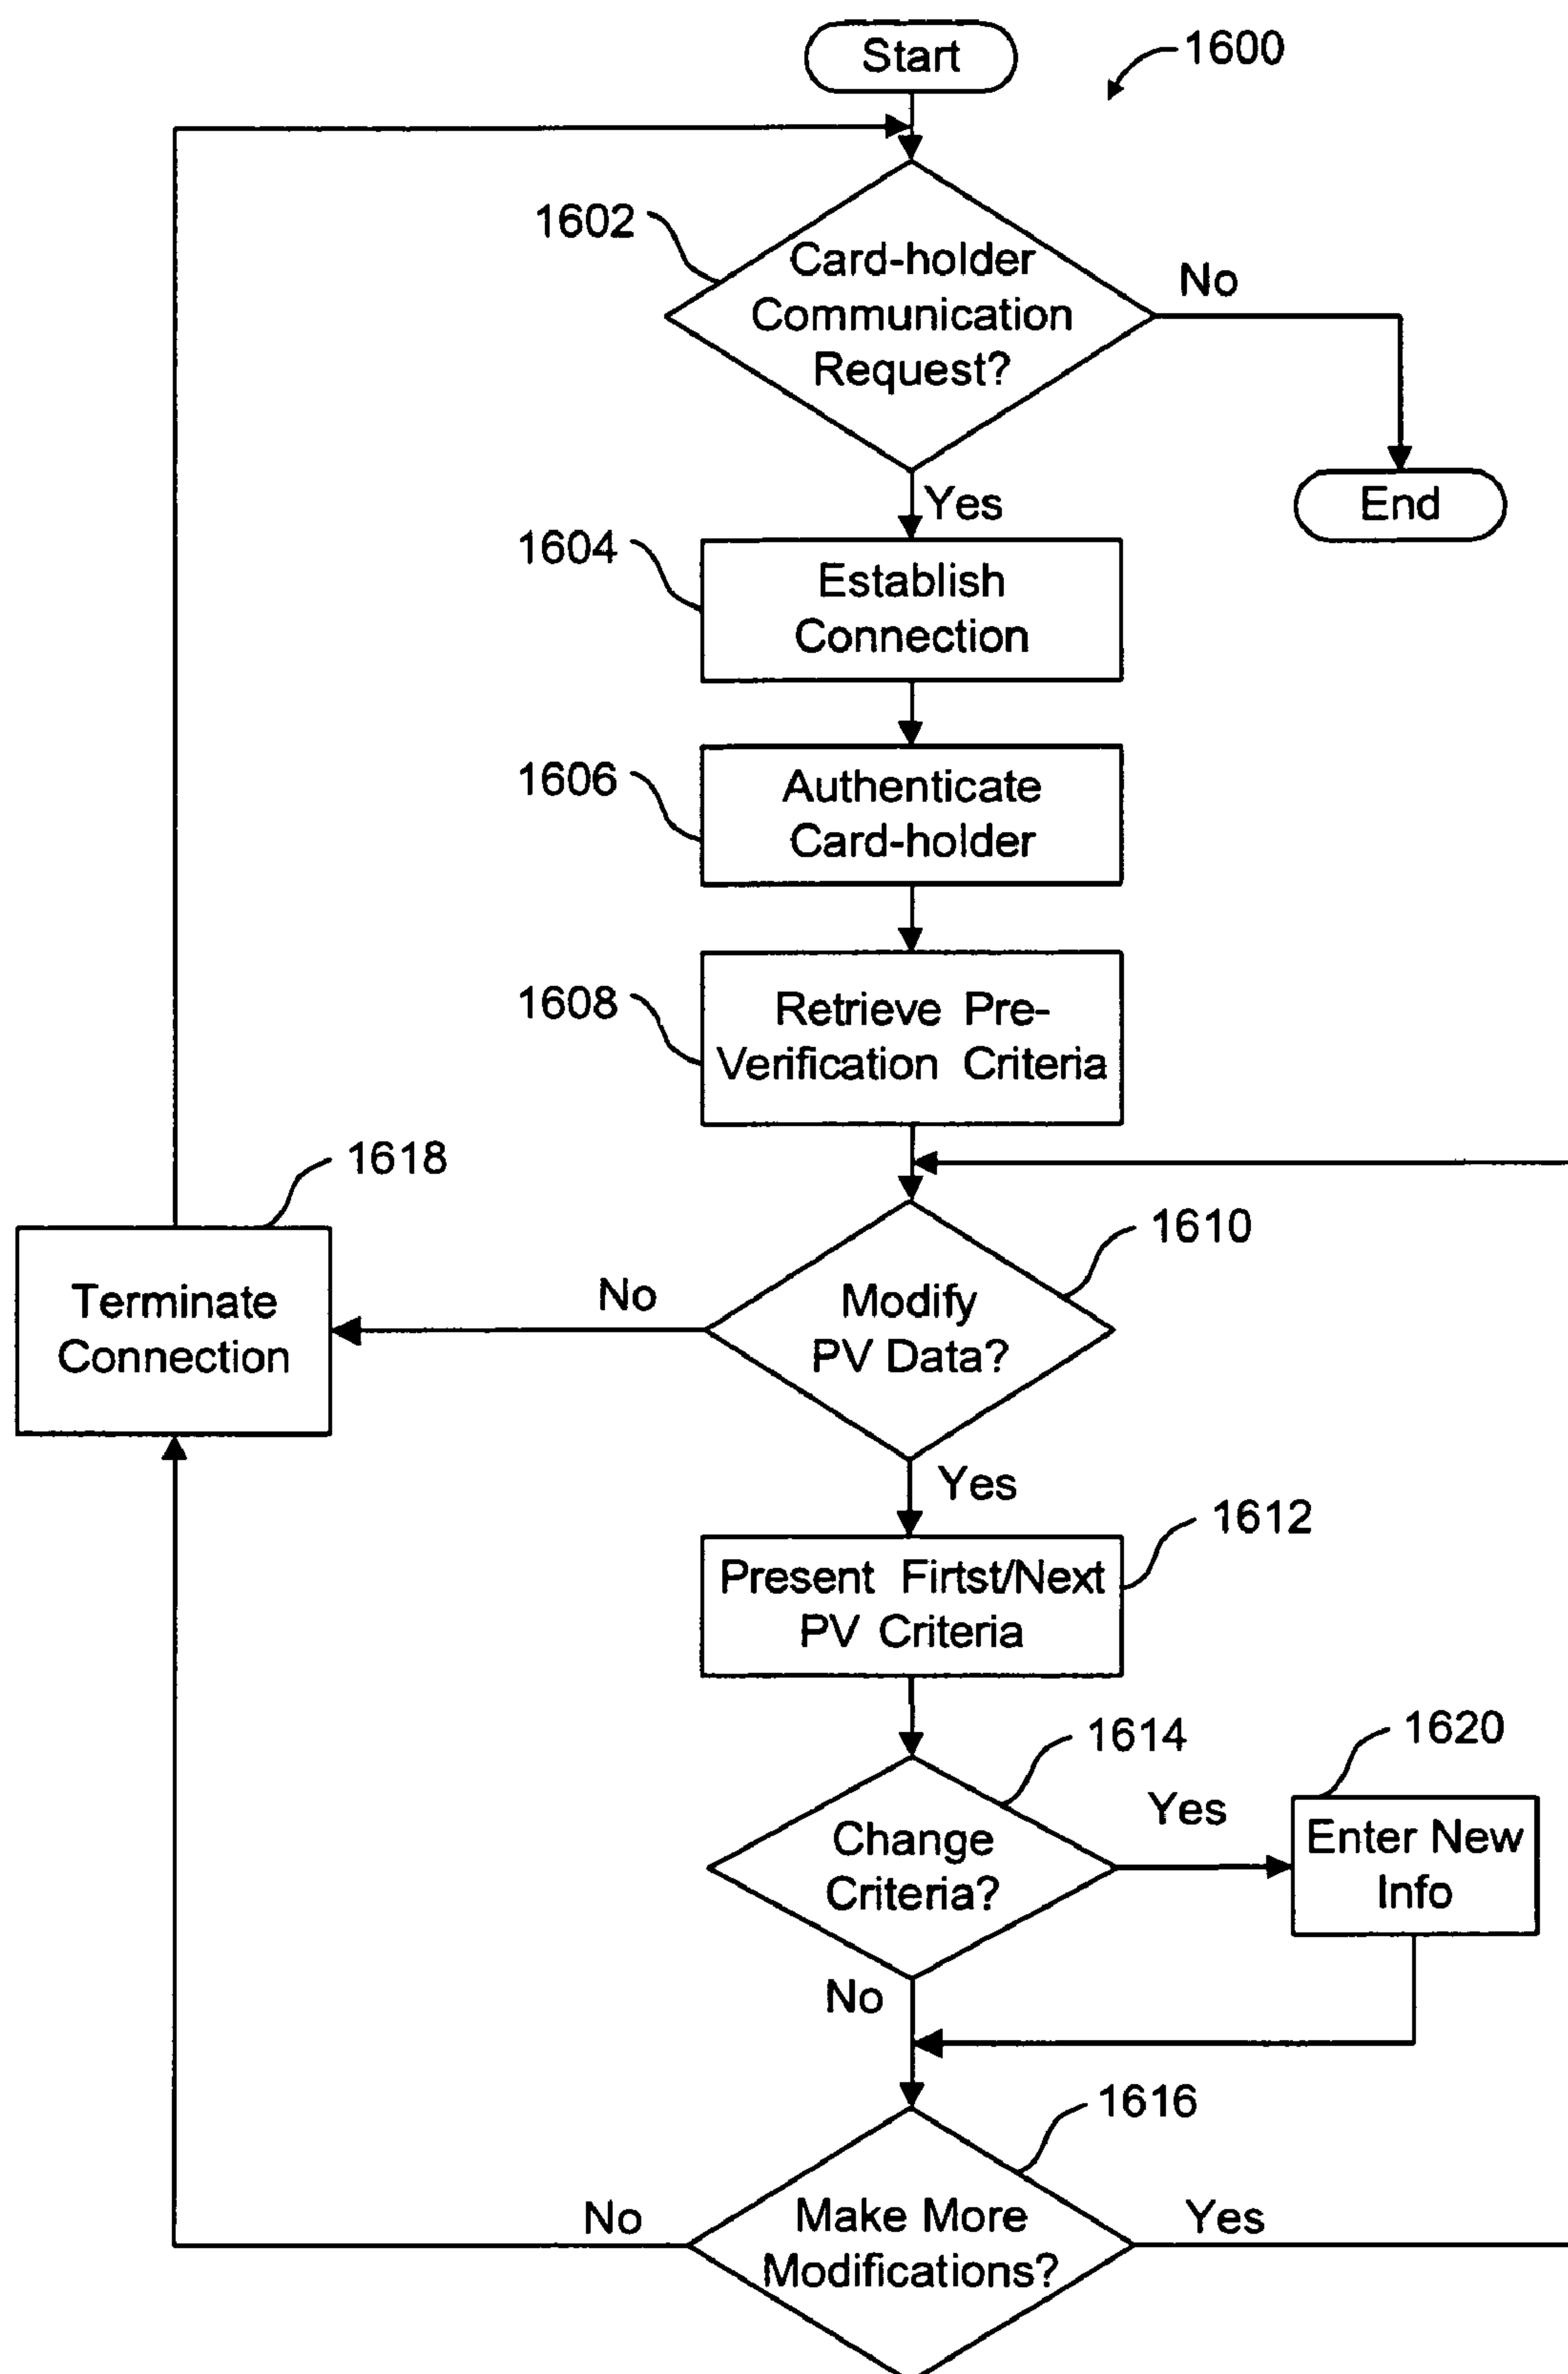 Start
1600
1602
Card-holder
Communication
Request?
No
Yes
End
1604
Establish
Connection
1606
Authenticate
Card-holder
1608
Retrieve Pre-
Verification Criteria
1618
Terminate
Connection
No
1610
Modify
PV Data?
Yes
1612
Present Firtst/Next
PV Criteria
1614
Change
Criteria?
Yes
1620
Enter New
Info
No
1616
No
Make More
Modifications?
Yes